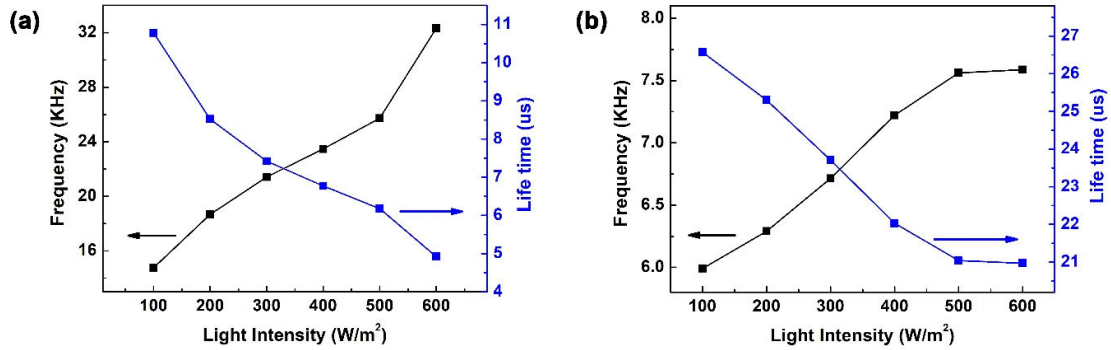 (a)
32
28
24
20
16
Frequency (KHz)
11
10
9
8
7
6
5
4
Life time (us)
100 200 300 400 500 600
Light Intensity (W/m²)
(b)
8.0
7.5
7.0
6.5
6.0
Frequency (KHz)
27
26
25
24
23
22
21
Life time (us)
100 200 300 400 500 600
Light Intensity (W/m²)